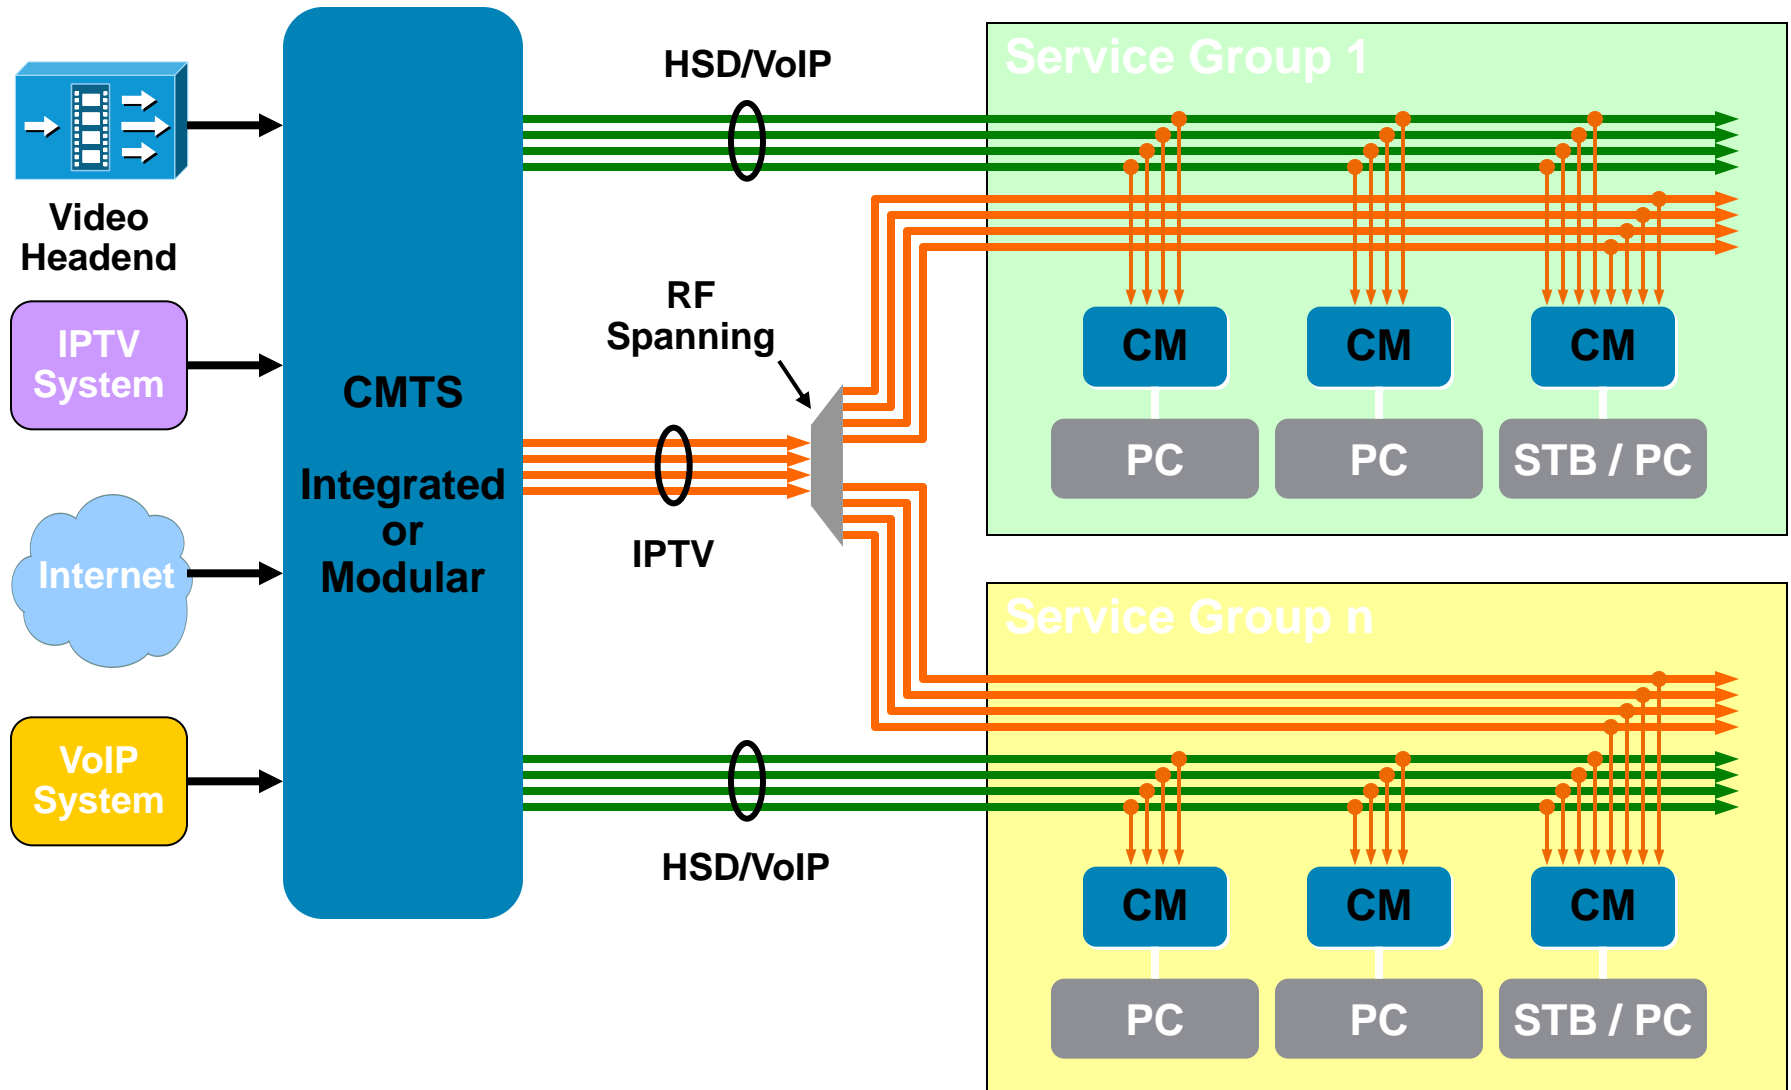 Video
Headend
IPTV
System
Internet
VoIP
System
CMTS
Integrated
or
Modular
HSD/VoIP
RF
Spanning
IPTV
HSD/VoIP
Service Group 1
CM
CM
CM
PC
PC
STB / PC
Service Group n
CM
CM
CM
PC
PC
STB / PC